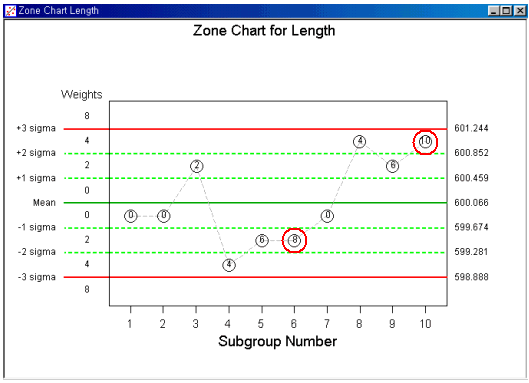 Zone Chart Length
Zone Chart for Length
Weights
8
+3 sigma 601.244
4 4 10
+2 sigma 600.852
2 2 6
+1 sigma 600.459
0
Mean 600.066
0 0 0 0
-1 sigma 599.674
2 6 8
-2 sigma 599.281
4 4
-3 sigma 598.888
8
1 2 3 4 5 6 7 8 9 10
Subgroup Number